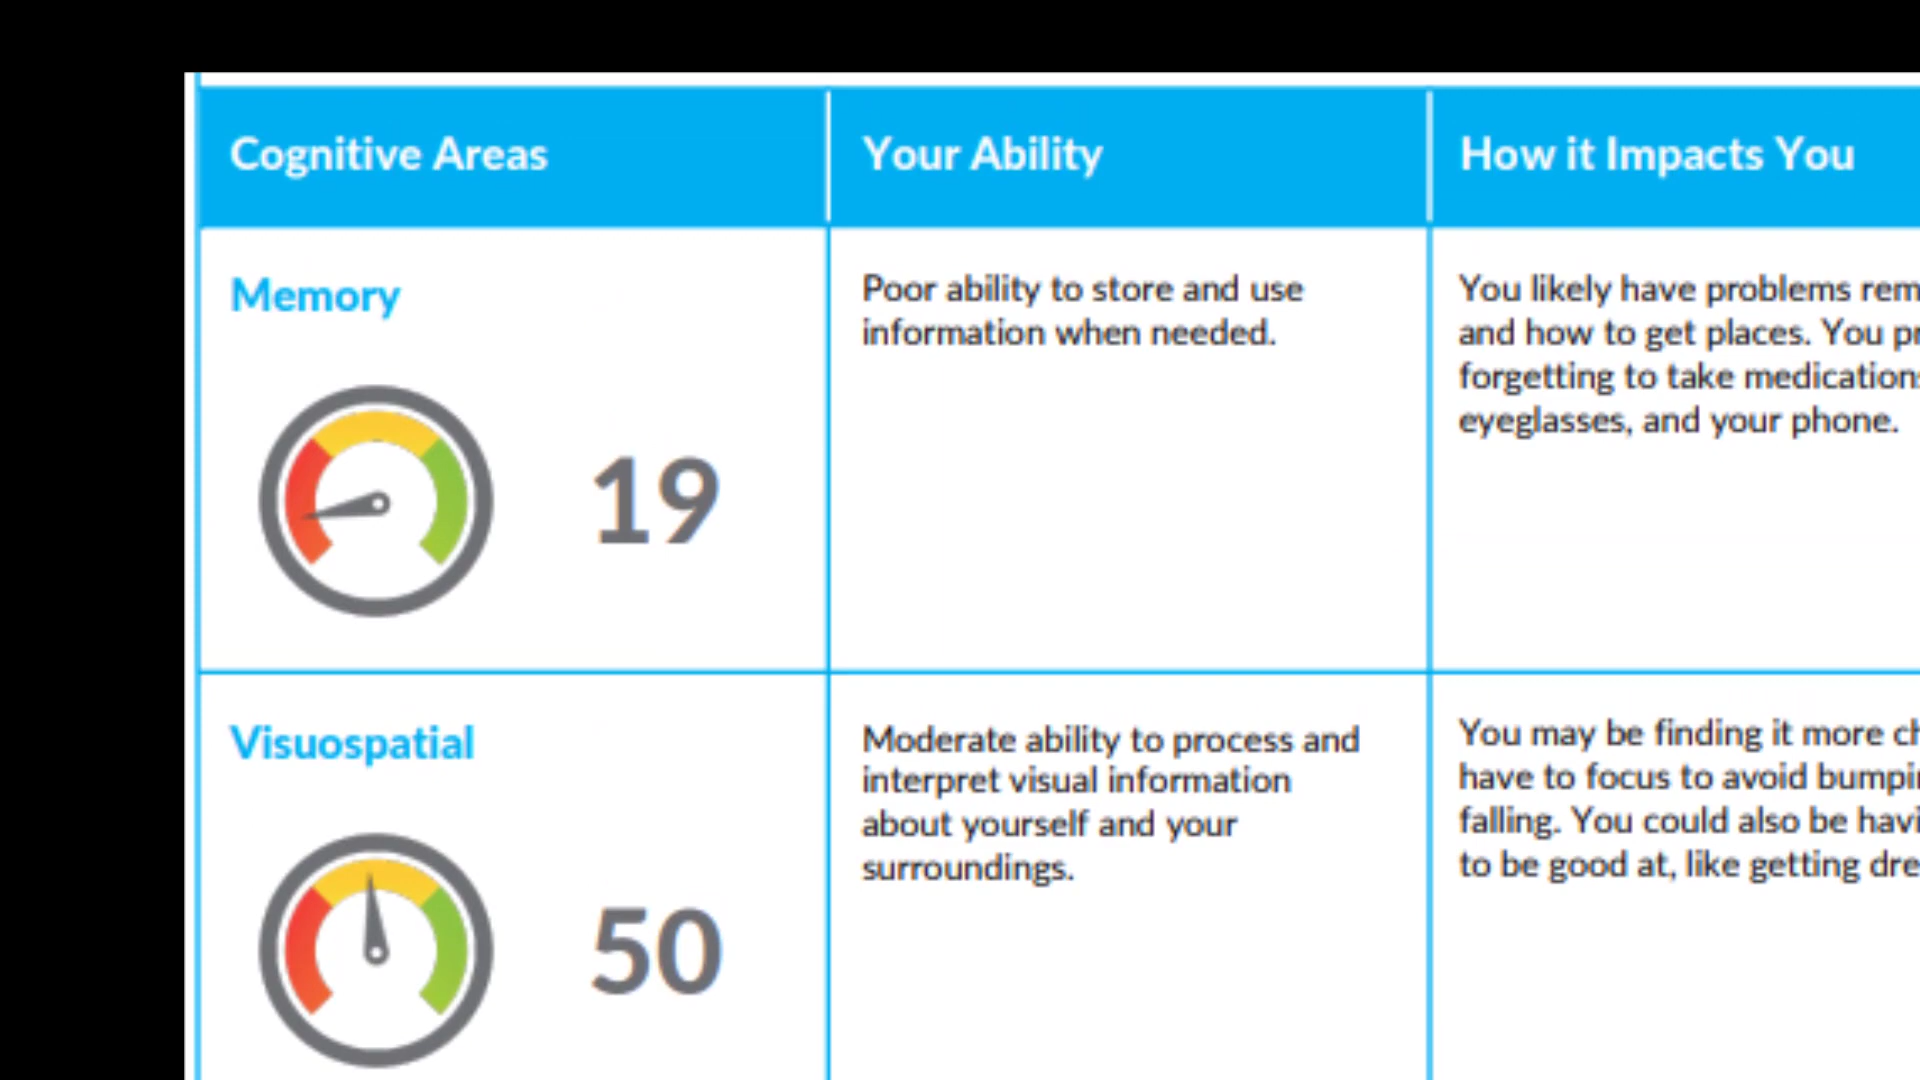 Cognitive Areas
Your Ability
How it Impacts You
Memory
19
Poor ability to store and use
information when needed.
You likely have problems
and how to get places. You
forgetting to take
eyeglasses, and your phone.
Visuospatial
50
Moderate ability to process and
interpret visual information
about yourself and your
surroundings.
You may be finding it more
have to focus to avoid
falling. You could also be
to be good at, like getting